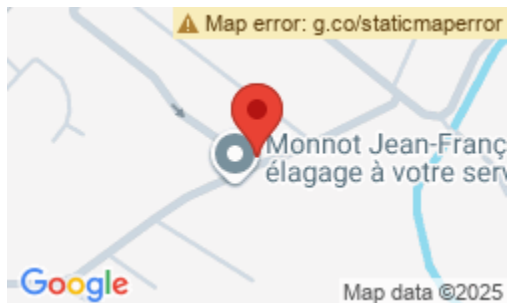 Map error: g.co/staticmaperror
Monnot Jean-Franç
élagage à votre serv
Google
Map data ©2025